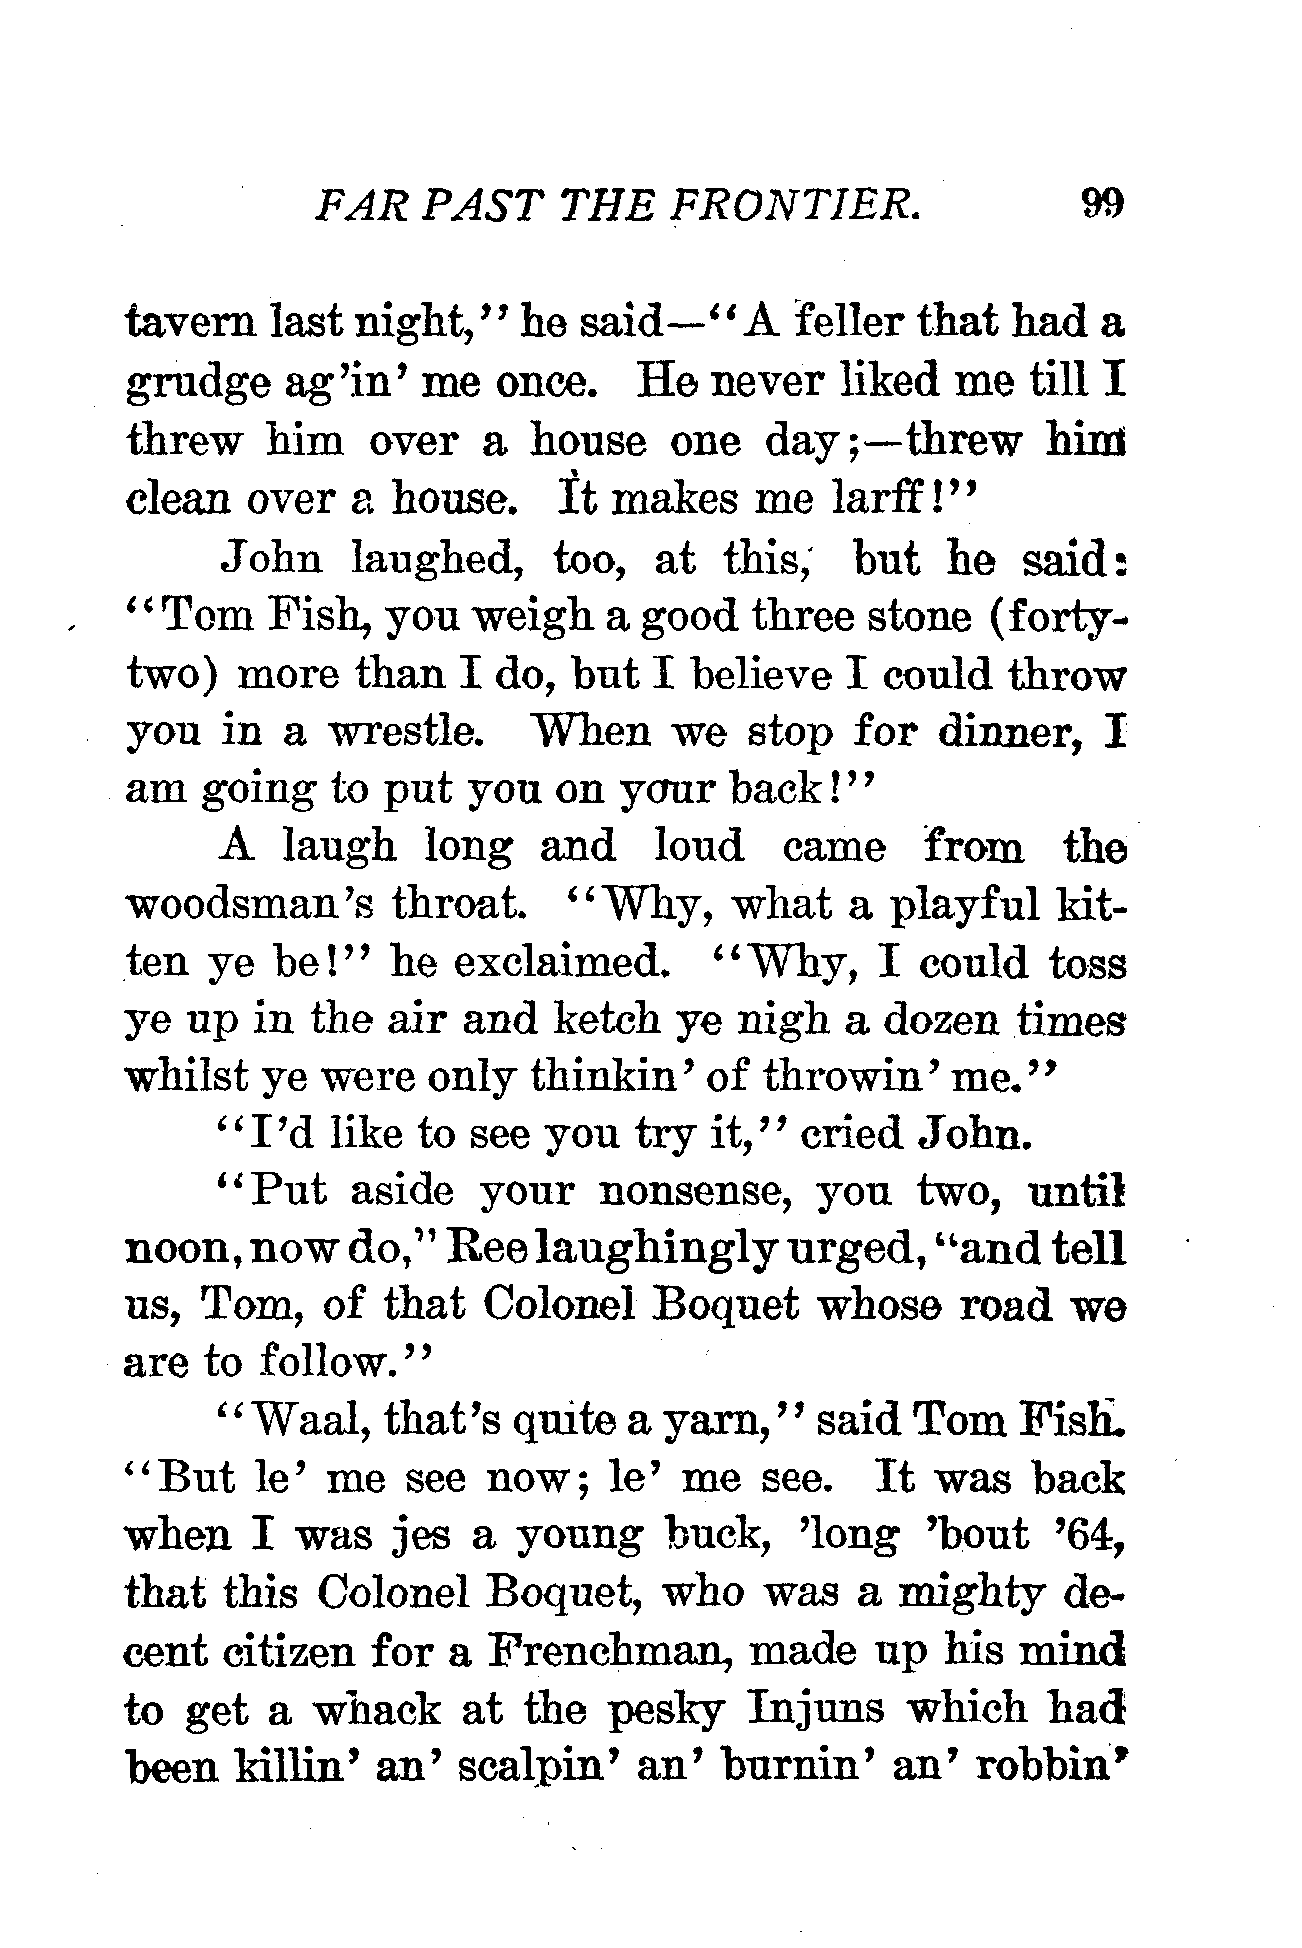 FAR PAST THE FRONTIER. 99
tavern last night,'' he said—''A feller that had a
grudge ag'in' me once. He never liked me till I
threw him over a house one day;—threw him
clean over a house. It makes me larff!''
John laughed, too, at this, but he said:
''Tom Fish, you weigh a good three stone (forty-
two) more than I do, but I believe I could throw
you in a wrestle. When we stop for dinner, I
am going to put you on your back!''
A laugh long and loud came from the
woodsman's throat. ''Why, what a playful kit-
ten ye be!'' he exclaimed. ''Why, I could toss
ye up in the air and ketch ye nigh a dozen times
whilst ye were only thinkin' of throwin' me.''
''I'd like to see you try it,'' cried John.
''Put aside your nonsense, you two, until
noon, now do,'' Ree laughingly urged, ''and tell
us, Tom, of that Colonel Boquet whose road we
are to follow.''
''Waal, that's quite a yarn,'' said Tom Fish.
''But le' me see now; le' me see. It was back
when I was jes a young buck, 'long 'bout '64,
that this Colonel Boquet, who was a mighty de-
cent citizen for a Frenchman, made up his mind
to get a whack at the pesky Injuns which had
been killin' an' scalpin' an' burnin' an' robbin'